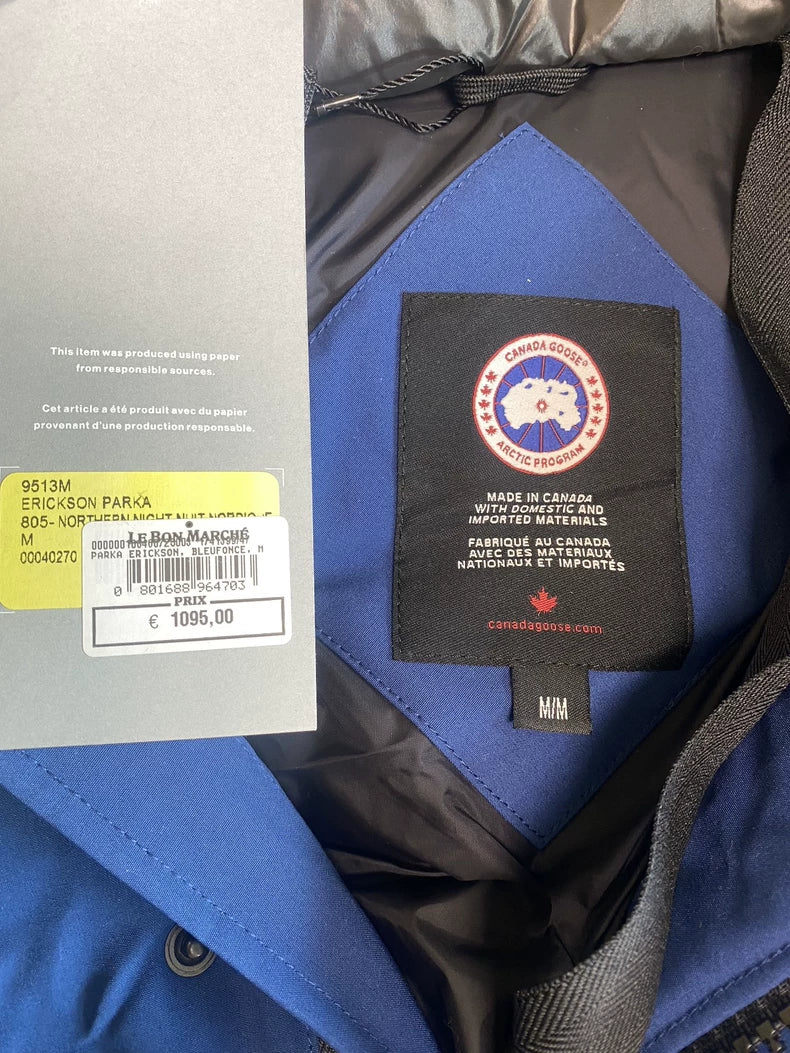 This item was produced using paper
from responsible sources.
Cet article a été produit avec du papier
provenant d'une production responsable.
9513M
ERICKSON PARKA
805- NORTHERN NIGHT NUIT NORDIQUE
M
00040270
LE BON MARCHÉ
PARKA ERICKSON, BLEUFONCE, M
0 801688 964703
PRIX
€ 1095,00
CANADA GOOSE®
ARCTIC PROGRAM
MADE IN CANADA
WITH DOMESTIC AND
IMPORTED MATERIALS
FABRIQUÉ AU CANADA
AVEC DES MATERIAUX
NATIONAUX ET IMPORTÉS
canadagoose.com
M/M